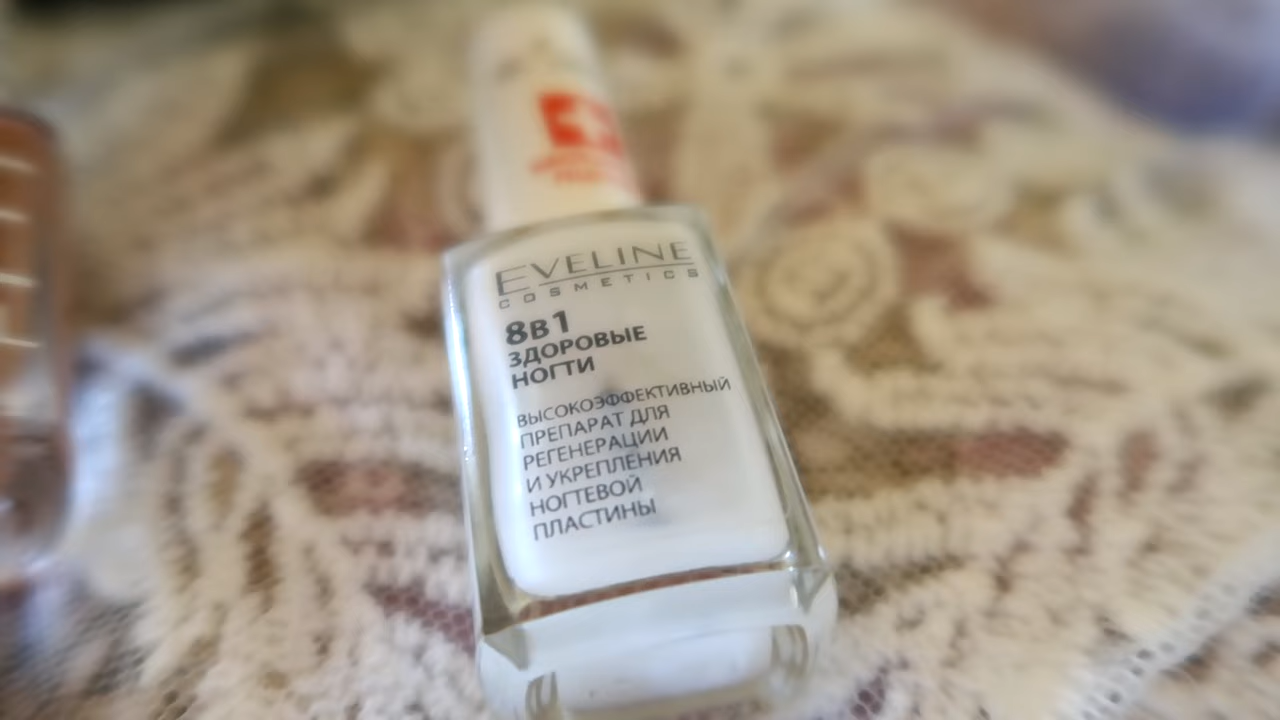 EVELINE
COSMETICS
8В1
ЗДОРОВЫЕ
НОГТИ
ВЫСОКОЭФФЕКТИВНЫЙ
ПРЕПАРАТ ДЛЯ
РЕГЕНЕРАЦИИ
И УКРЕПЛЕНИЯ
НОГТЕВОЙ
ПЛАСТИНЫ